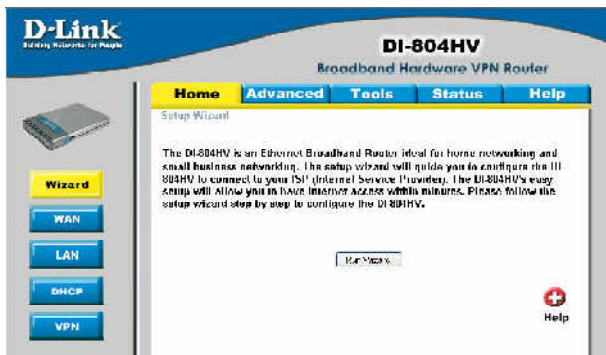 D-Link
Building Networks for People
DI-804HV
Broadband Hardware VPN Router
Home Advanced Tools Status Help
Setup Wizard
The DI-804HV is an Ethernet Broadband Router ideal for home networking and
small business networking. The setup wizard will guide you to configure the DI-
804HV to connect to your ISP (Internet Service Provider). The DI-804HV's easy
setup will allow you to have Internet access within minutes. Please follow the
setup wizard step by step to configure the DI-804HV.
Wizard
WAN
LAN
DHCP
VPN
Run Wizard
Help